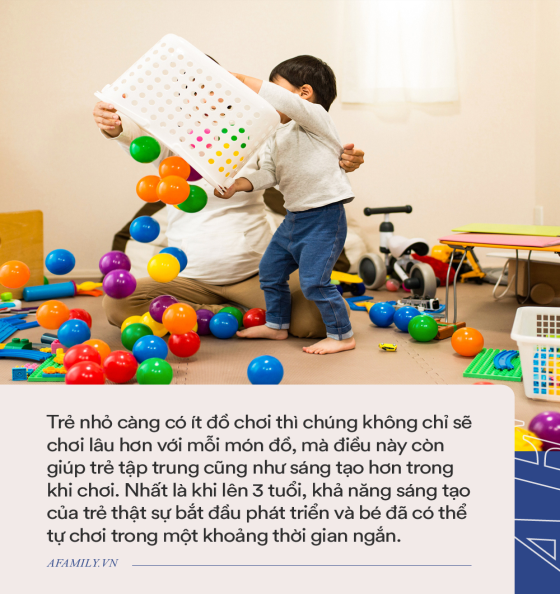 Trẻ nhỏ càng có ít đồ chơi thì chúng không chỉ sẽ
chơi lâu hơn với mỗi món đồ, mà điều này còn
giúp trẻ tập trung cũng như sáng tạo hơn trong
khi chơi. Nhất là khi lên 3 tuổi, khả năng sáng tạo
của trẻ thật sự bắt đầu phát triển và bé đã có thể
tự chơi trong một khoảng thời gian ngắn.
AFAMILY.VN